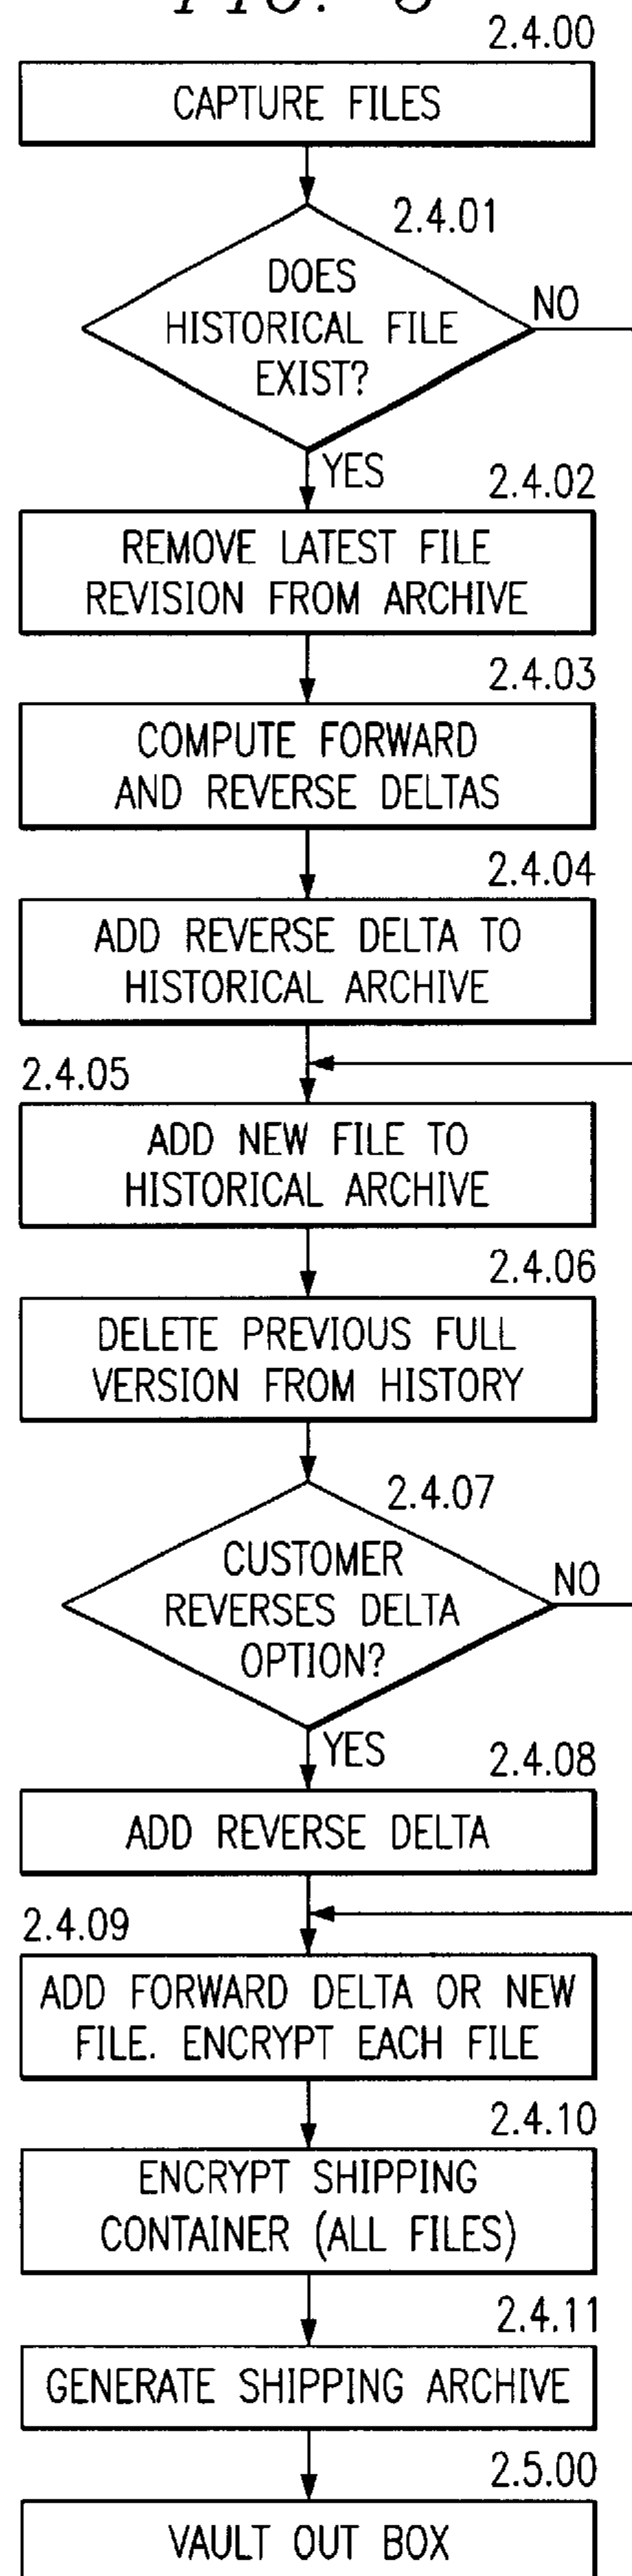 2.4.00
CAPTURE FILES
2.4.01
DOES
HISTORICAL FILE
EXIST?
NO
YES
2.4.02
REMOVE LATEST FILE
REVISION FROM ARCHIVE
2.4.03
COMPUTE FORWARD
AND REVERSE DELTAS
2.4.04
ADD REVERSE DELTA TO
HISTORICAL ARCHIVE
2.4.05
ADD NEW FILE TO
HISTORICAL ARCHIVE
2.4.06
DELETE PREVIOUS FULL
VERSION FROM HISTORY
2.4.07
CUSTOMER
REVERSES DELTA
OPTION?
NO
YES
2.4.08
ADD REVERSE DELTA
2.4.09
ADD FORWARD DELTA OR NEW
FILE. ENCRYPT EACH FILE
2.4.10
ENCRYPT SHIPPING
CONTAINER (ALL FILES)
2.4.11
GENERATE SHIPPING ARCHIVE
2.5.00
VAULT OUT BOX